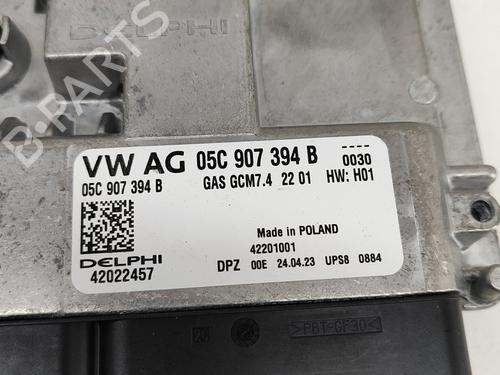 DELPHI
B-PARTS
VW AG 05C 907 394 B
05C 907 394 B GAS GCM7.4 22 01
----
0030
HW: H01
Made in POLAND
42201001
DELPHI
42022457
DPZ 00E 24.04.23 UPS8 0884
>PBT-GF30<